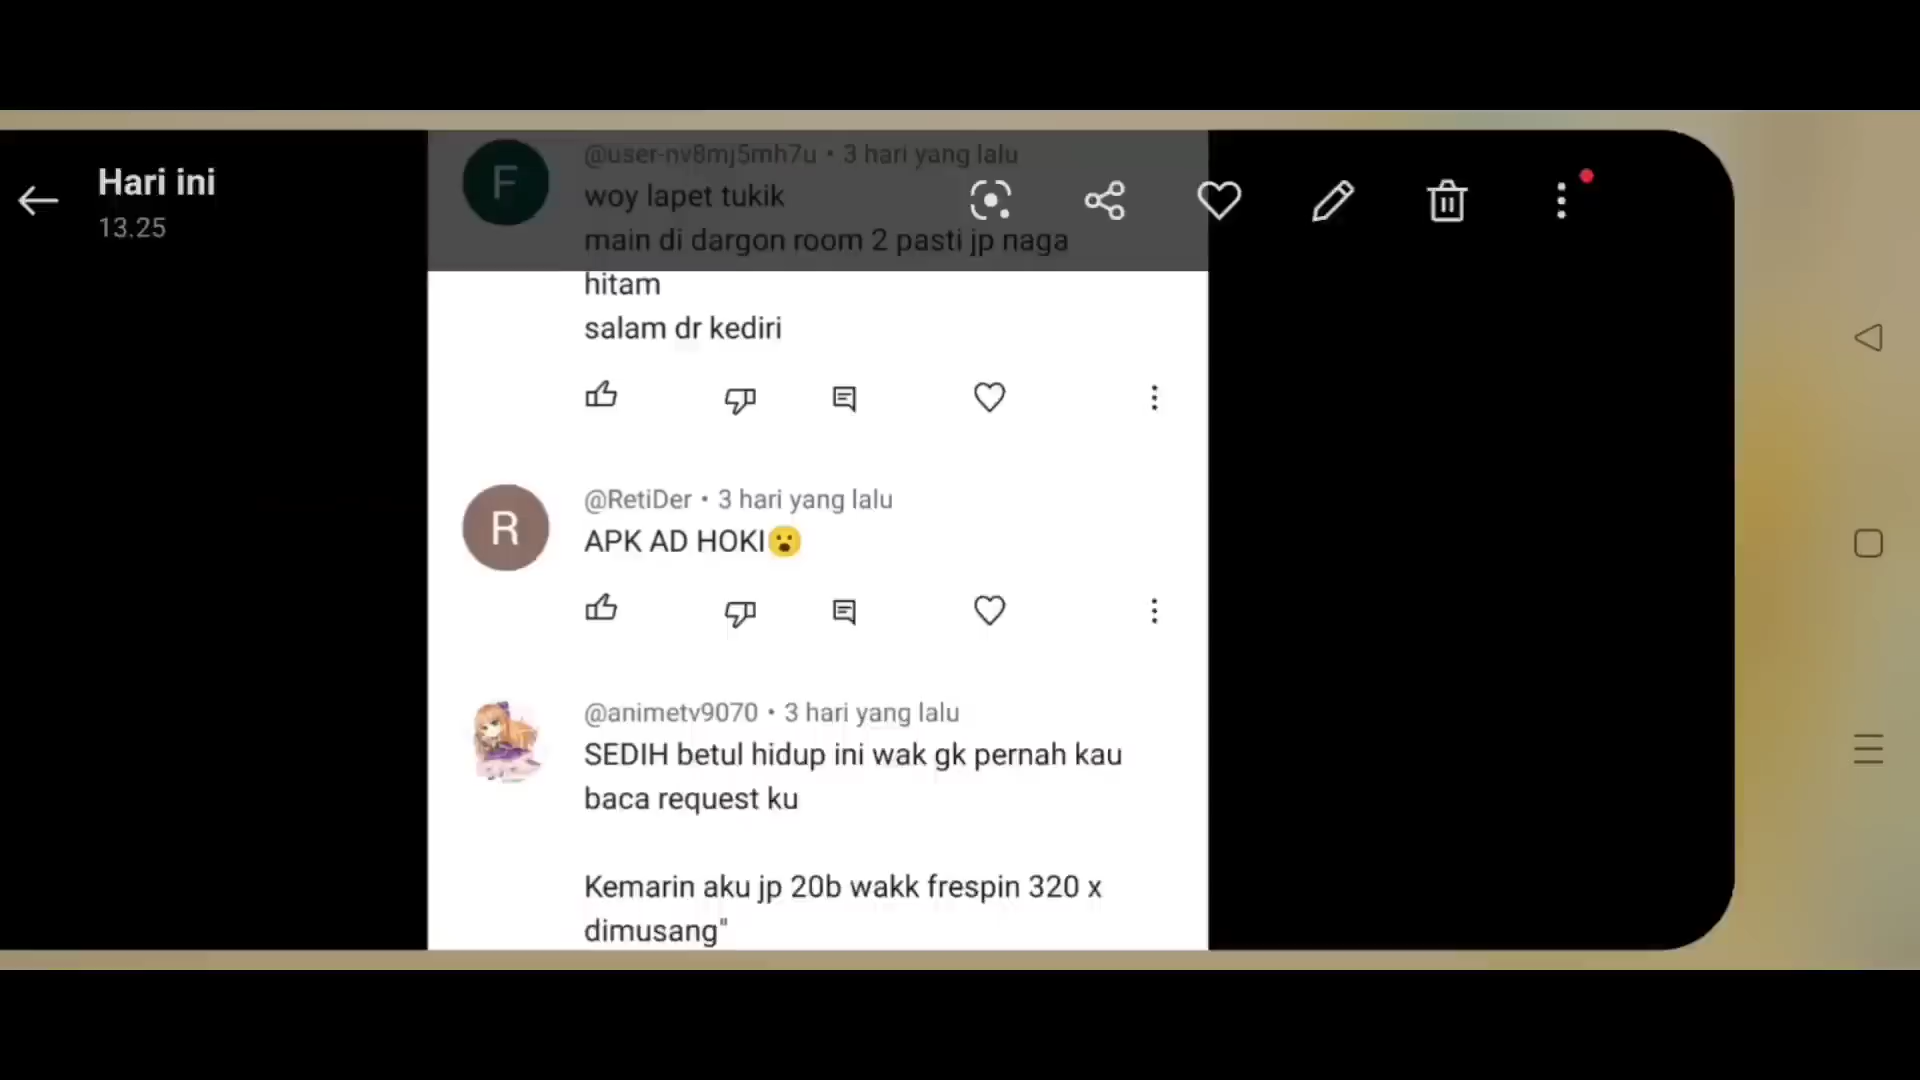 Hari ini
13.25
F
@user-nv8mj5mh7u • 3 hari yang lalu
woy lapet tukik
main di dargon room 2 pasti jp naga
hitam
salam dr kediri
R
@RetiDer • 3 hari yang lalu
APK AD HOKI😮
@animetv9070 • 3 hari yang lalu
SEDIH betul hidup ini wak gk pernah kau
baca request ku
Kemarin aku jp 20b wakk frespin 320 x
dimusang"